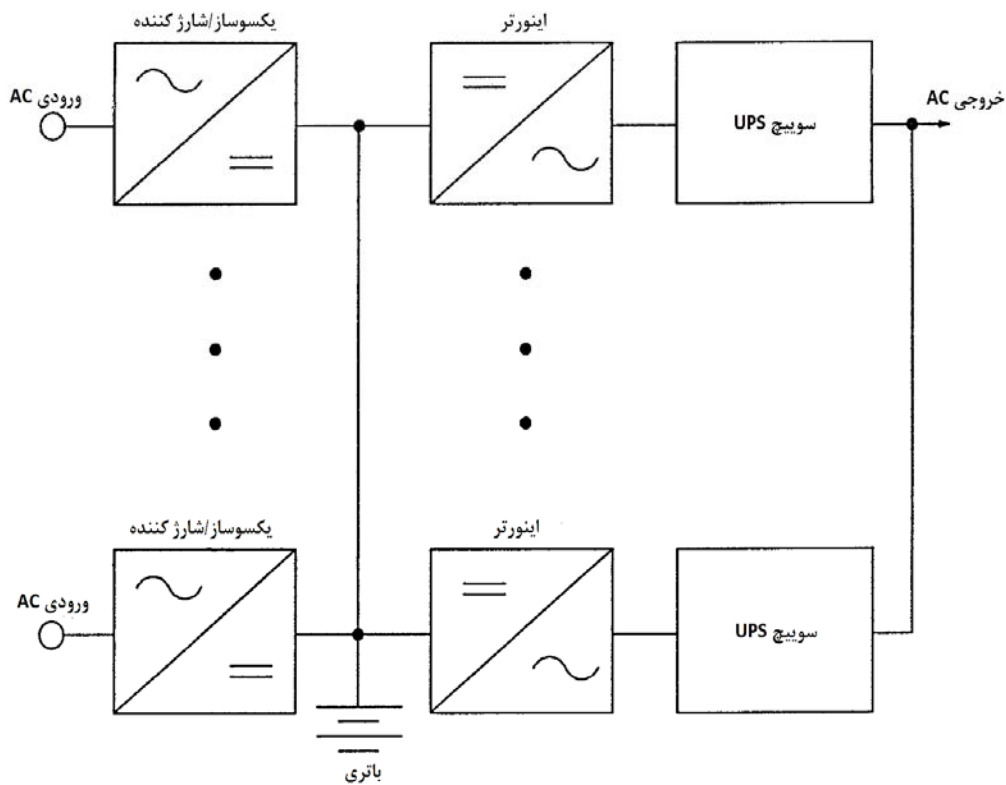 یکسوساز/شارژ کننده
اینورتر
ورودی AC
سوییچ UPS
خروجی AC
یکسوساز/شارژ کننده
اینورتر
ورودی AC
سوییچ UPS
باتری